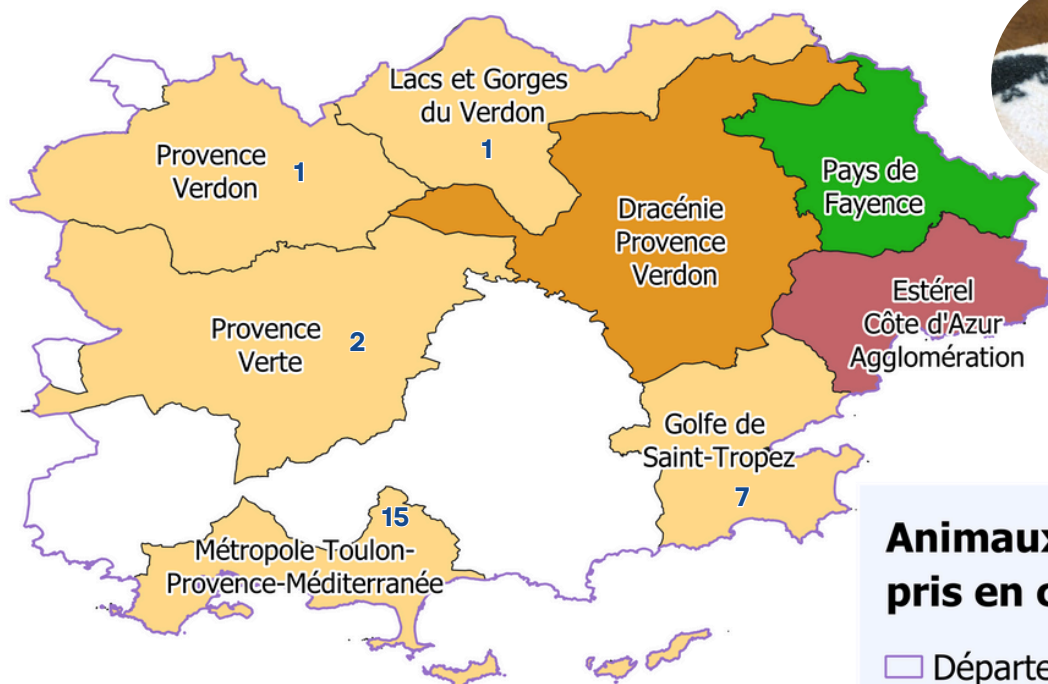 Lacs et Gorges
du Verdon
1
Provence
Verdon
1
Pays de
Fayence
Dracénie
Provence
Verdon
Estérel
Côte d'Azur
Agglomération
Provence
Verte
2
Golfe de
Saint-Tropez
7
15
Métropole Toulon-
Provence-Méditerranée
Animaux
pris en
Départe